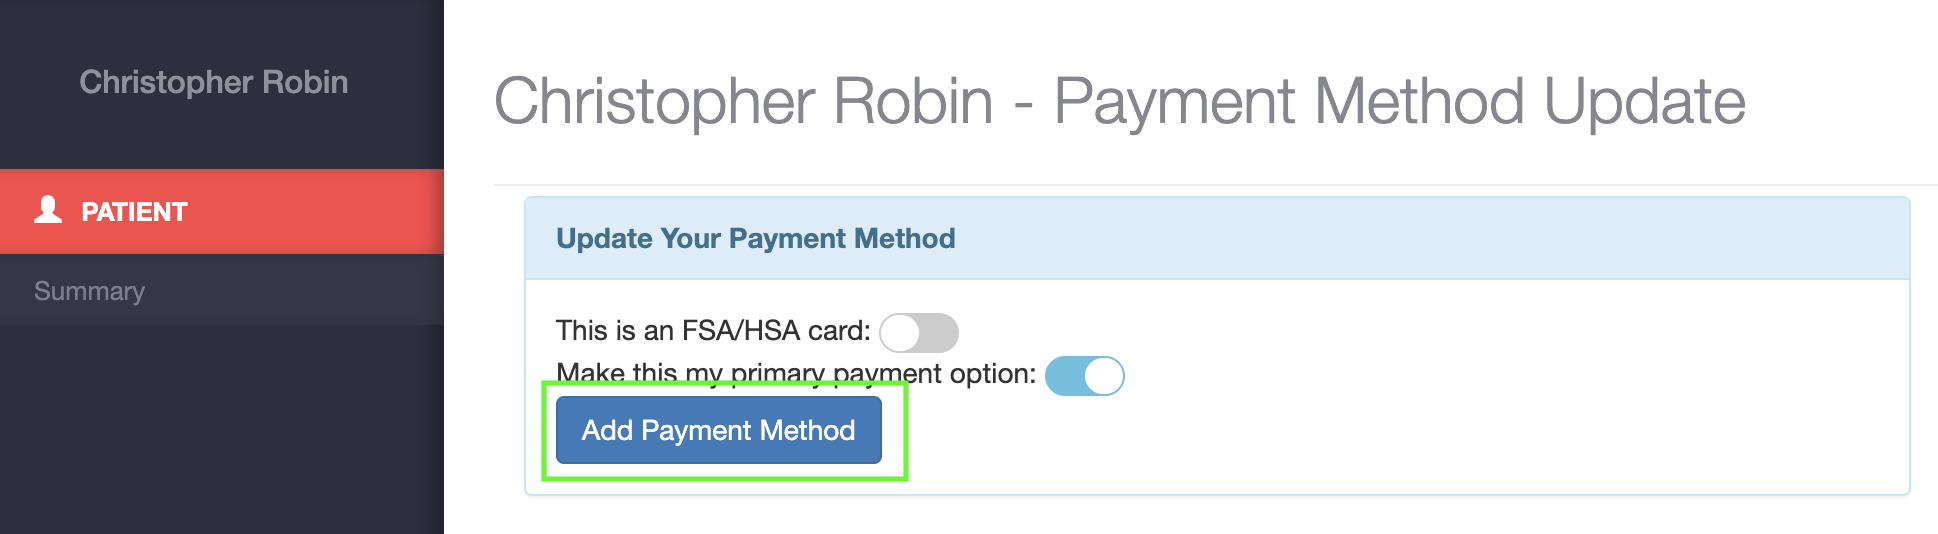 Christopher Robin
PATIENT
Summary
Christopher Robin - Payment Method Update
Update Your Payment Method
This is an FSA/HSA card:
Make this my primary payment option:
Add Payment Method